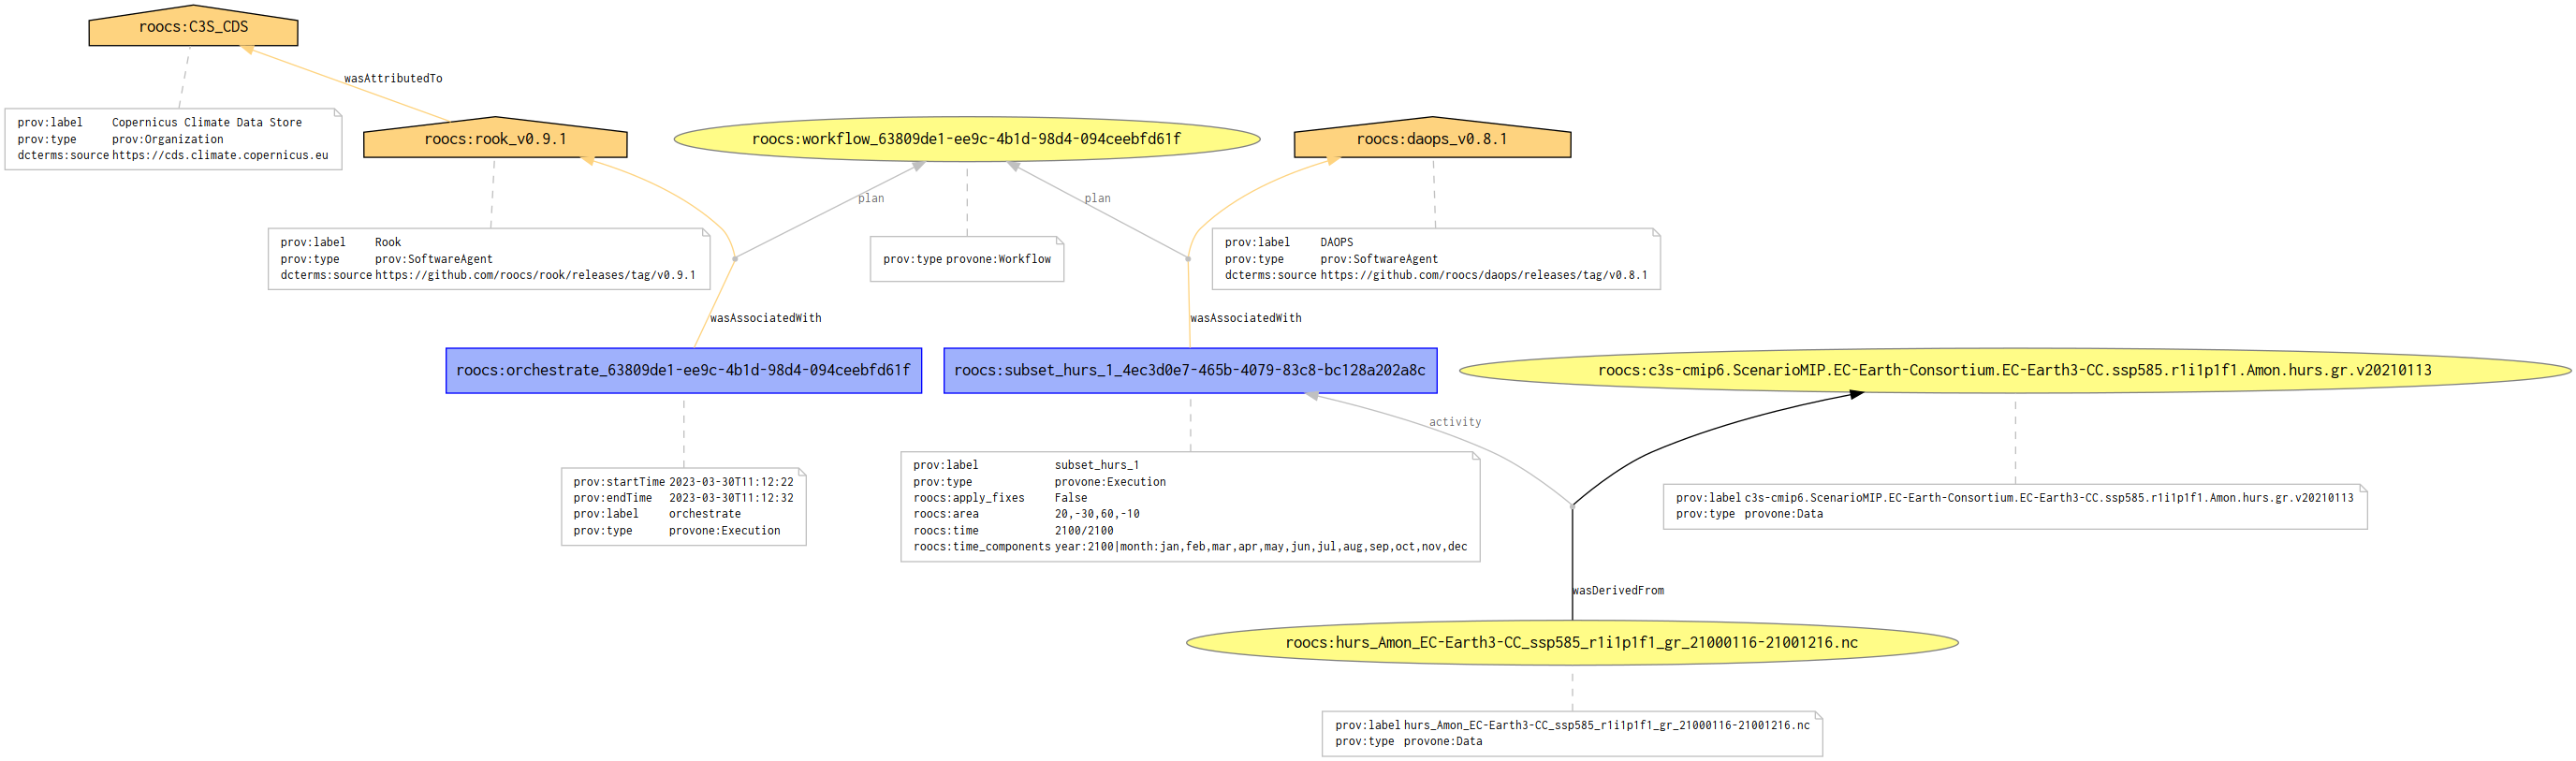 roocs:C3S_CDS
wasAttributedTo
prov:label Copernicus Climate Data Store
prov:type prov:Organization
dcterms:source https://cds.climate.copernicus.eu
roocs:rook_v0.9.1
roocs:workflow_63809de1-ee9c-4b1d-98d4-094ceebfd61f
roocs:daops_v0.8.1
plan
plan
prov:label Rook
prov:type prov:SoftwareAgent
dcterms:source https://github.com/roocs/rook/releases/tag/v0.9.1
prov:type provone:Workflow
prov:label DAOPS
prov:type prov:SoftwareAgent
dcterms:source https://github.com/roocs/daops/releases/tag/v0.8.1
wasAssociatedWith
wasAssociatedWith
roocs:orchestrate_63809de1-ee9c-4b1d-98d4-094ceebfd61f
roocs:subset_hurs_1_4ec3d0e7-465b-4079-83c8-bc128a202a8c
roocs:c3s-cmip6.ScenarioMIP.EC-Earth-Consortium.EC-Earth3-CC.ssp585.r1i1p1f1.Amon.hurs.gr.v20210113
activity
prov:startTime 2023-03-30T11:12:22
prov:endTime 2023-03-30T11:12:32
prov:label orchestrate
prov:type provone:Execution
prov:label subset_hurs_1
prov:type provone:Execution
roocs:apply_fixes False
roocs:area 20,-30,60,-10
roocs:time 2100/2100
roocs:time_components year:2100|month:jan,feb,mar,apr,may,jun,jul,aug,sep,oct,nov,dec
prov:label c3s-cmip6.ScenarioMIP.EC-Earth-Consortium.EC-Earth3-CC.ssp585.r1i1p1f1.Amon.hurs.gr.v20210113
prov:type provone:Data
wasDerivedFrom
roocs:hurs_Amon_EC-Earth3-CC_ssp585_r1i1p1f1_gr_21000116-21001216.nc
prov:label hurs_Amon_EC-Earth3-CC_ssp585_r1i1p1f1_gr_21000116-21001216.nc
prov:type provone:Data